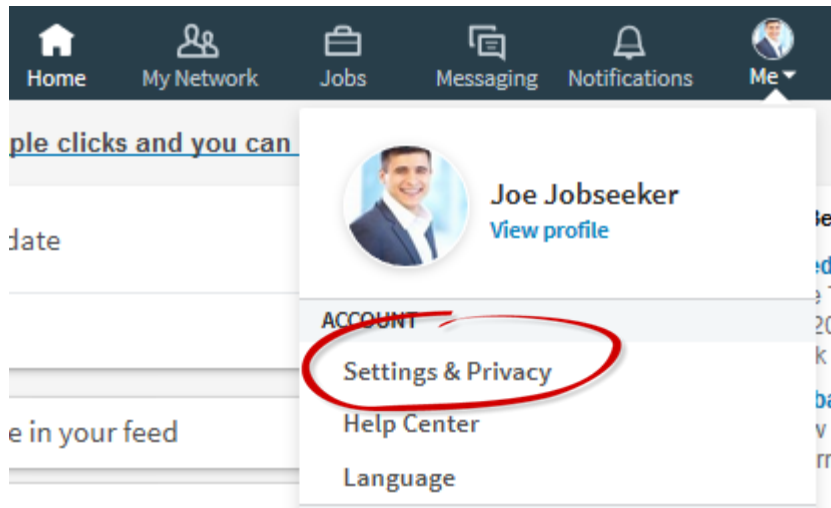 Home My Network Jobs Messaging Notifications Me
ple clicks and you can
Joe Jobseeker
View profile
date
ACCOUNT
20
k
Settings & Privacy
Help Center
e in your feed
Language